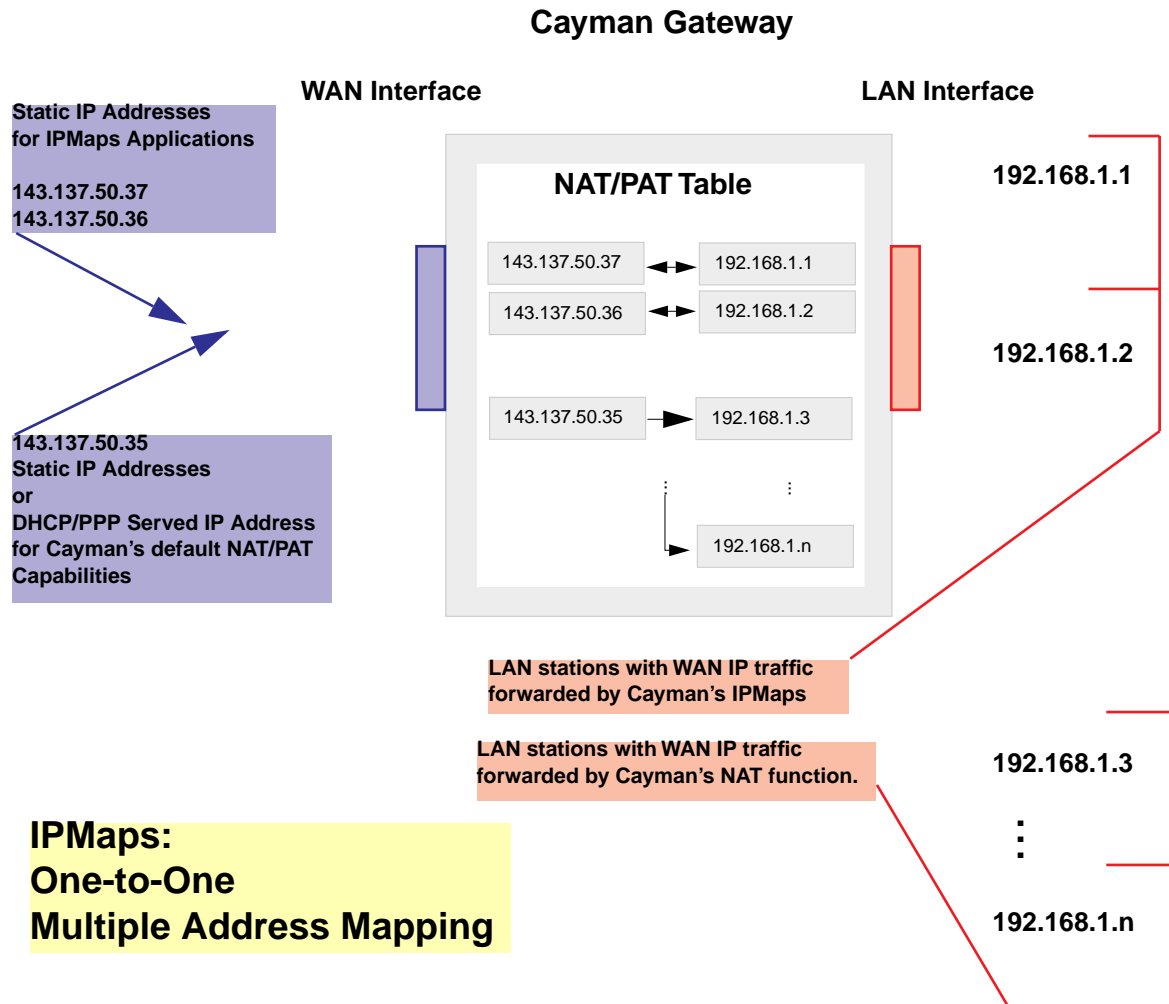 Cayman Gateway
WAN Interface
LAN Interface
Static IP Addresses
for IPMaps Applications
143.137.50.37
143.137.50.36
NAT/PAT Table
143.137.50.37
192.168.1.1
143.137.50.36
192.168.1.2
143.137.50.35
192.168.1.3
...
...
192.168.1.n
192.168.1.1
192.168.1.2
143.137.50.35
Static IP Addresses
or
DHCP/PPP Served IP Address
for Cayman’s default NAT/PAT
Capabilities
LAN stations with WAN IP traffic
forwarded by Cayman’s IPMaps
LAN stations with WAN IP traffic
forwarded by Cayman’s NAT function.
192.168.1.3
...
192.168.1.n
IPMaps:
One-to-One
Multiple Address Mapping